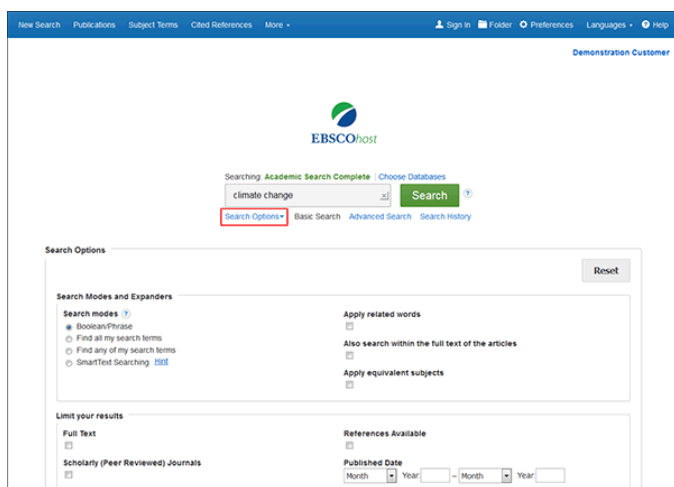 New Search Publications Subject Terms Cited References More Sign In Folder Preferences Languages Help
Demonstration Customer
EBSCOhost
Searching: Academic Search Complete Choose Databases
climate change Search ?
Search Options Basic Search Advanced Search Search History
Search Options
Reset
Search Modes and Expanders
Search modes ? Apply related words
Boolean/Phrase
Find all my search terms Also search within the full text of the articles
Find any of my search terms
SmartText Searching Hint Apply equivalent subjects
Limit your results
Full Text References Available
Scholarly (Peer Reviewed) Journals Published Date
Month Year: – Month Year: